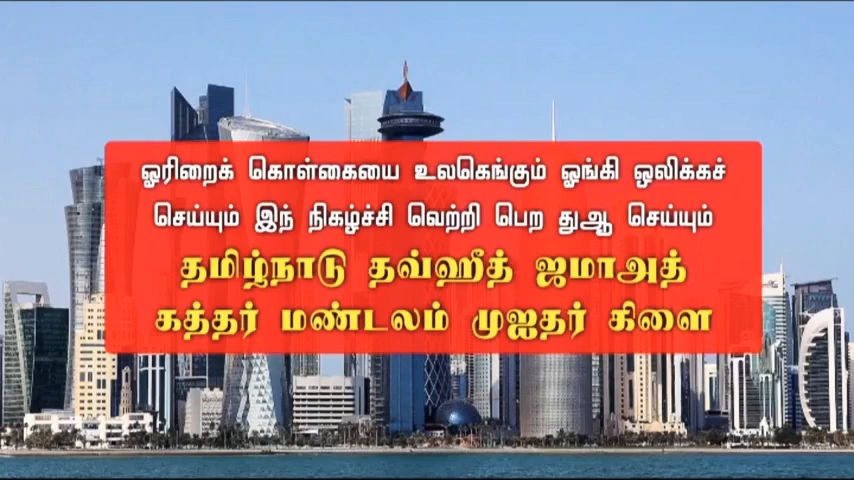 ஓரிறைக் கொள்கையை உலகெங்கும் ஓங்கி ஒலிக்கச்
செய்யும் இந் நிகழ்ச்சி வெற்றி பெற துஆ செய்யும்
தமிழ்நாடு தவ்ஹீத் ஜமாஅத்
கத்தர் மண்டலம் முஐதர் கிளை